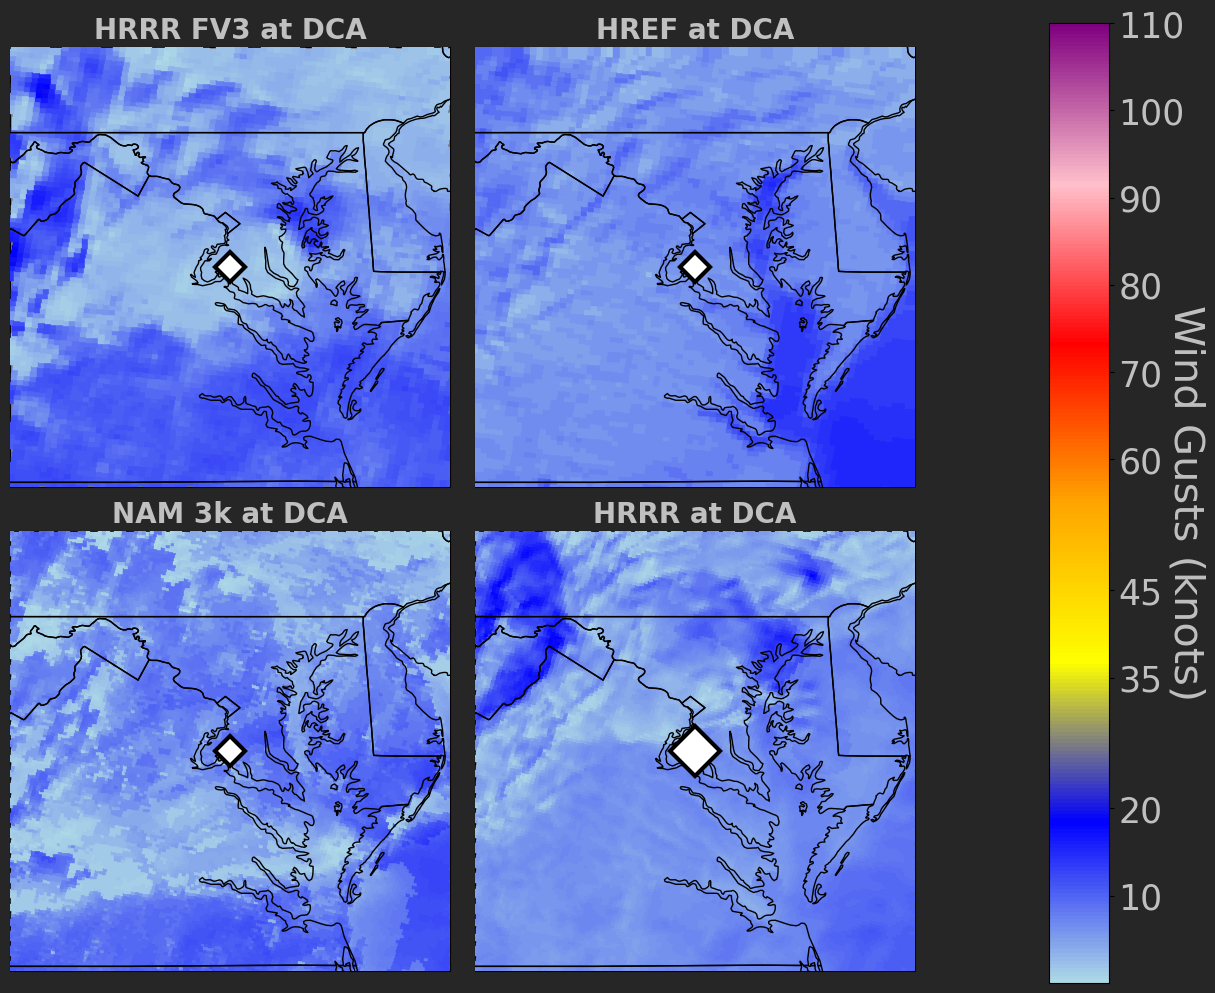 HRRR FV3 at DCA
HREF at DCA
NAM 3k at DCA
HRRR at DCA
110
100
90
80
70
60
45
35
20
10
Wind Gusts (knots)